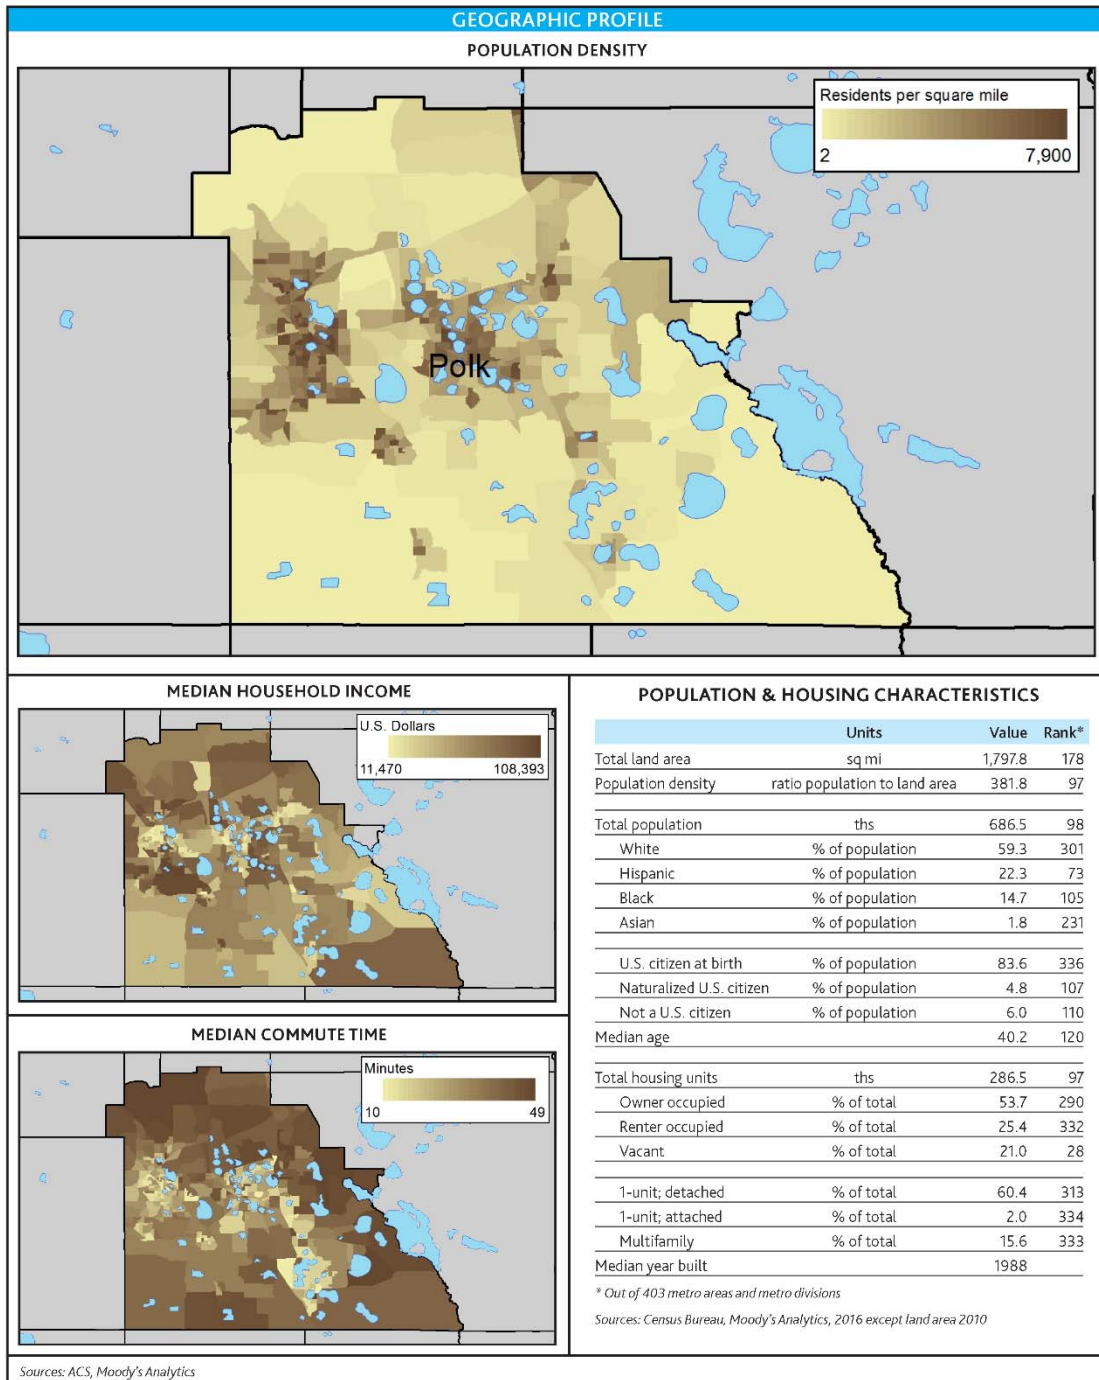 GEOGRAPHIC PROFILE
POPULATION DENSITY
Residents per square mile
2 7,900
Polk
MEDIAN HOUSEHOLD INCOME
U.S. Dollars
11,470 108,393
MEDIAN COMMUTE TIME
Minutes
10 49
POPULATION & HOUSING CHARACTERISTICS
Units Value Rank*
Total land area sq mi 1,797.8 178
Population density ratio population to land area 381.8 97
Total population ths 686.5 98
White % of population 59.3 301
Hispanic % of population 22.3 73
Black % of population 14.7 105
Asian % of population 1.8 231
U.S. citizen at birth % of population 83.6 336
Naturalized U.S. citizen % of population 4.8 107
Not a U.S. citizen % of population 6.0 110
Median age 40.2 120
Total housing units ths 286.5 97
Owner occupied % of total 53.7 290
Renter occupied % of total 25.4 332
Vacant % of total 21.0 28
1-unit; detached % of total 60.4 313
1-unit; attached % of total 2.0 334
Multifamily % of total 15.6 333
Median year built 1988
* Out of 403 metro areas and metro divisions
Sources: Census Bureau, Moody's Analytics, 2016 except land area 2010
Sources: ACS, Moody's Analytics